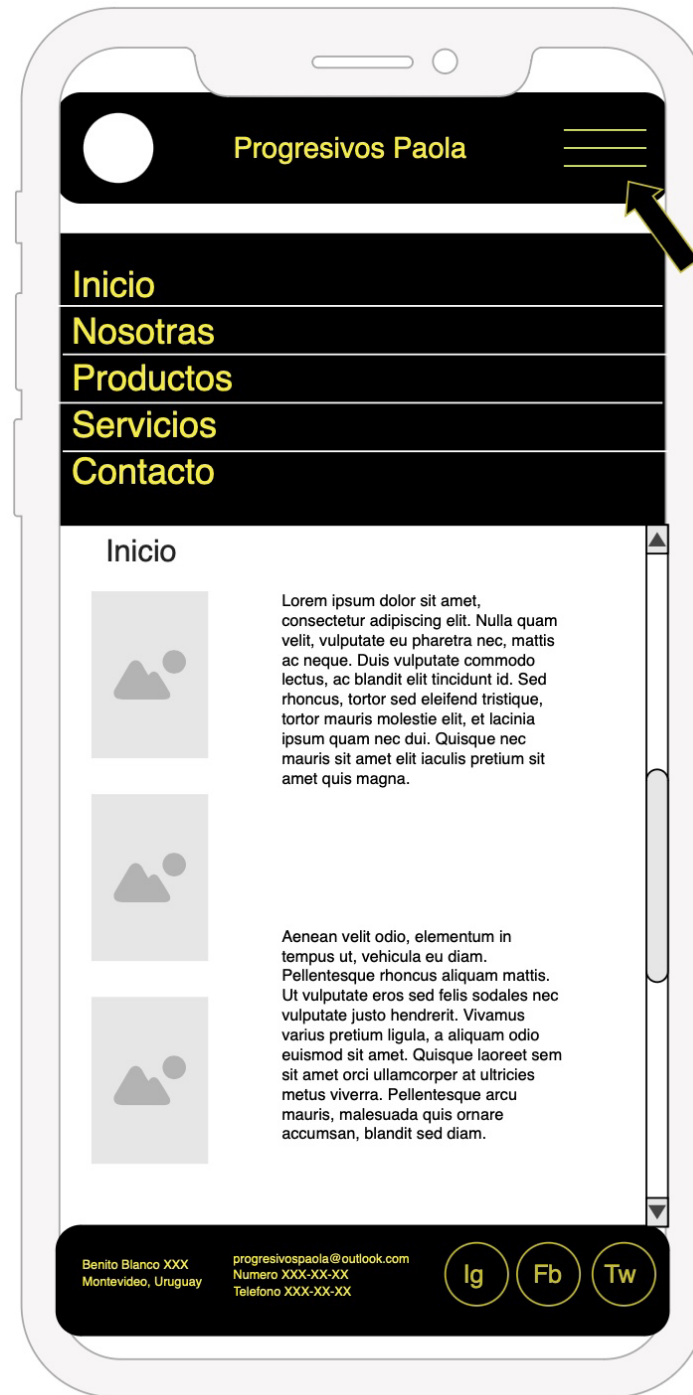 Progresivos Paola
Inicio
Nosotras
Productos
Servicios
Contacto
Inicio
Lorem ipsum dolor sit amet,
consectetur adipiscing elit. Nulla quam
velit, vulputate eu pharetra nec, mattis
ac neque. Duis vulputate commodo
lectus, ac blandit elit tincidunt id. Sed
rhoncus, tortor sed eleifend tristique,
tortor mauris molestie elit, et lacinia
ipsum quam nec dui. Quisque nec
mauris sit amet elit iaculis pretium sit
amet quis magna.
Aenean velit odio, elementum in
tempus ut, vehicula eu diam.
Pellentesque rhoncus aliquam mattis.
Ut vulputate eros sed felis sodales nec
vulputate justo hendrerit. Vivamus
varius pretium ligula, a aliquam odio
euismod sit amet. Quisque laoreet sem
sit amet orci ullamcorper at ultricies
metus viverra. Pellentesque arcu
mauris, malesuada quis ornare
accumsan, blandit sed diam.
Benito Blanco XXX
Montevideo, Uruguay
progresivospaola@outlook.com
Numero XXX-XX-XX
Telefono XXX-XX-XX
Ig
Fb
Tw